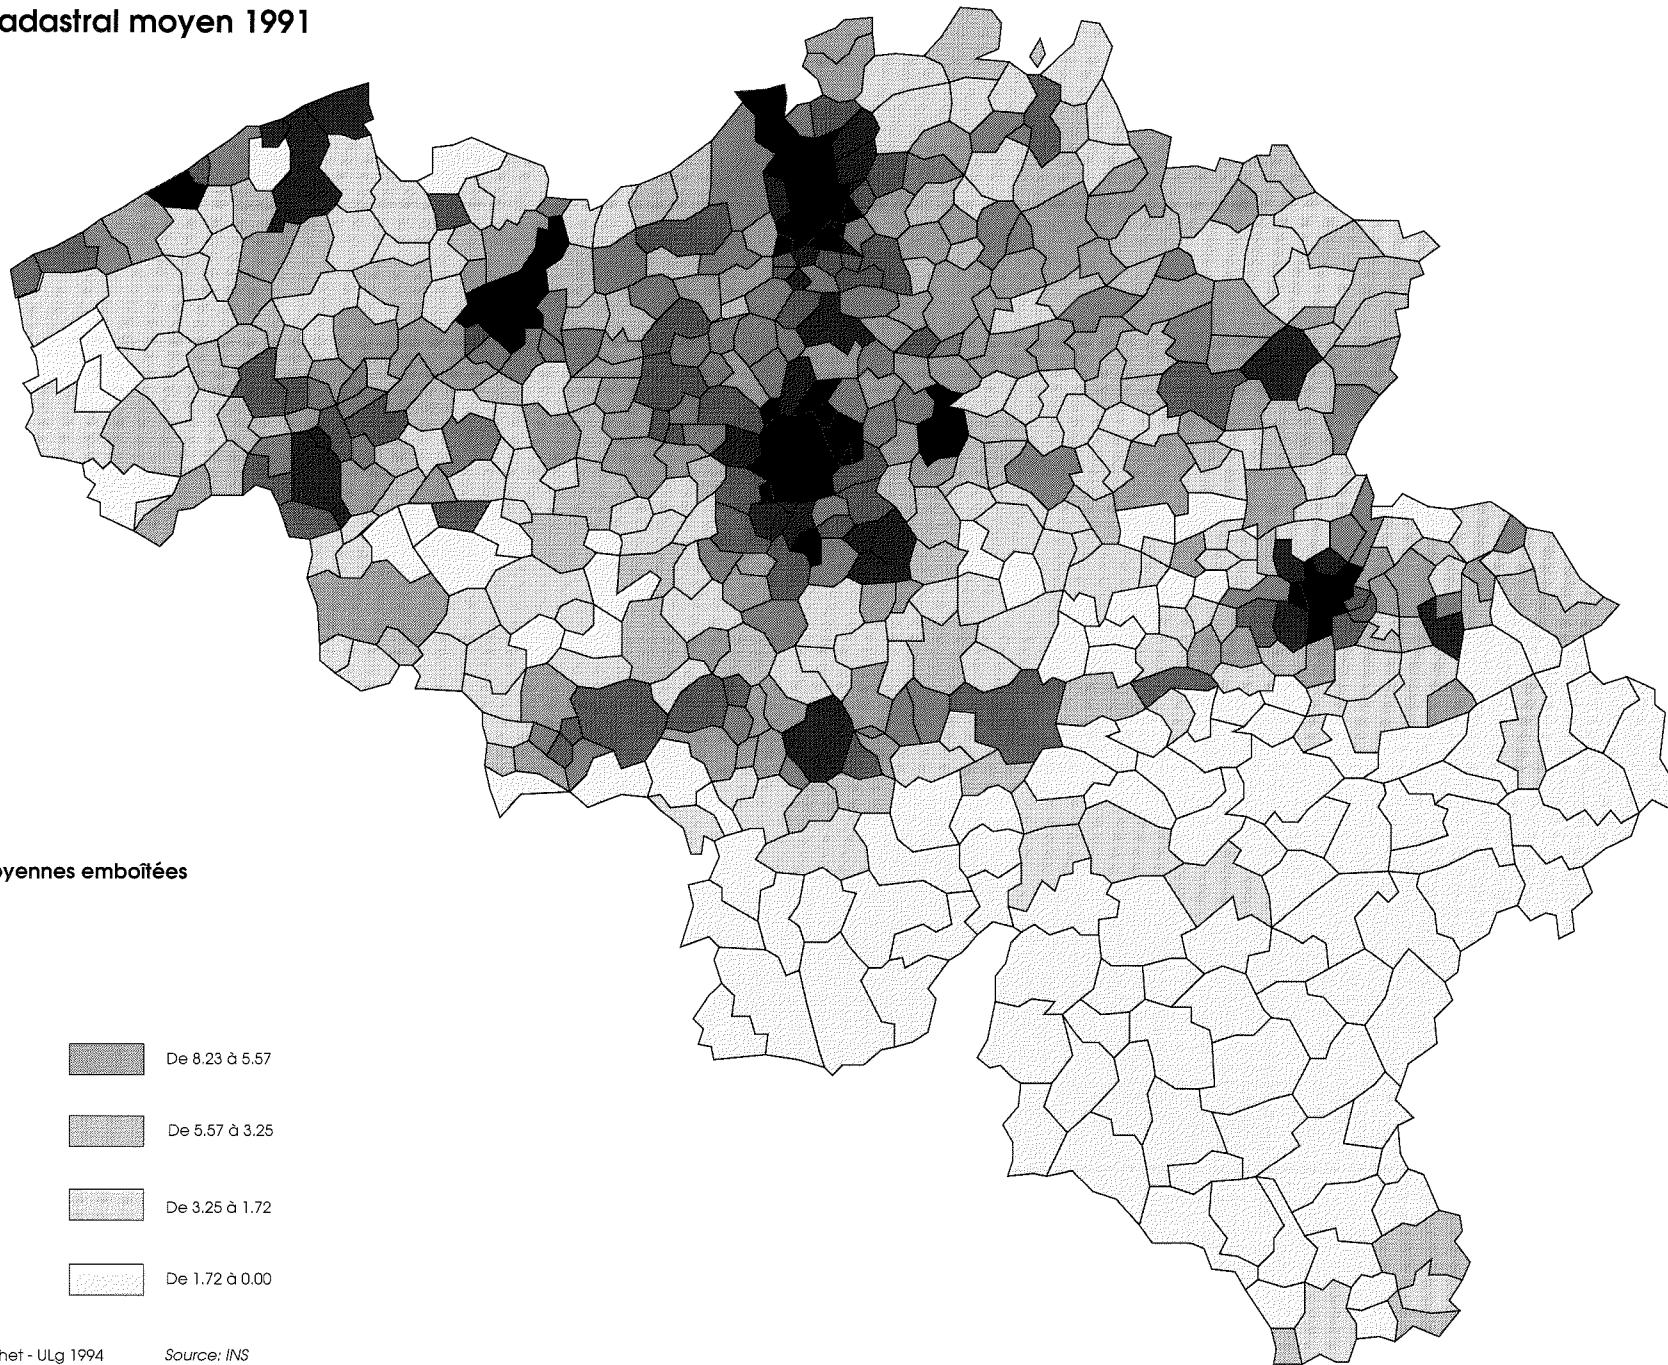 adastral moyen 1991
yennes emboîtées
De 8.23 à 5.57
De 5.57 à 3.25
De 3.25 à 1.72
De 1.72 à 0.00
het - ULg 1994 Source: INS